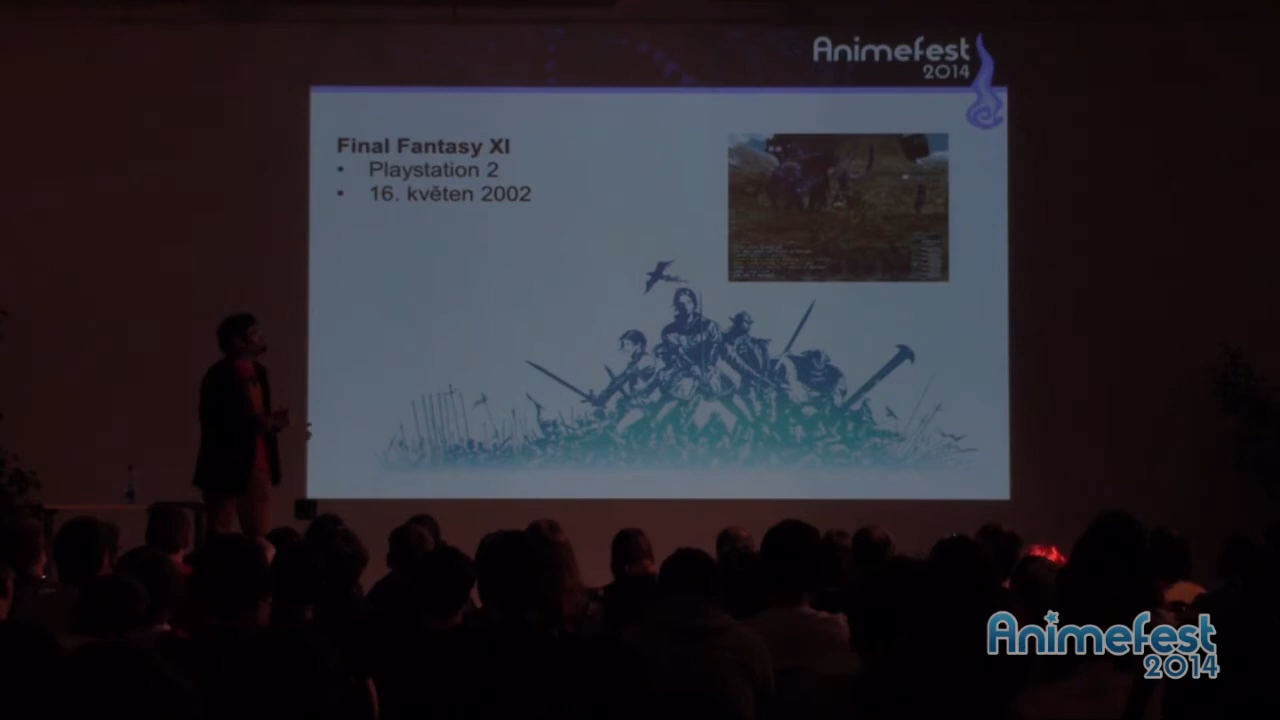 Animefest
2014
Final Fantasy XI
• Playstation 2
• 16. květen 2002
Animefest
2014